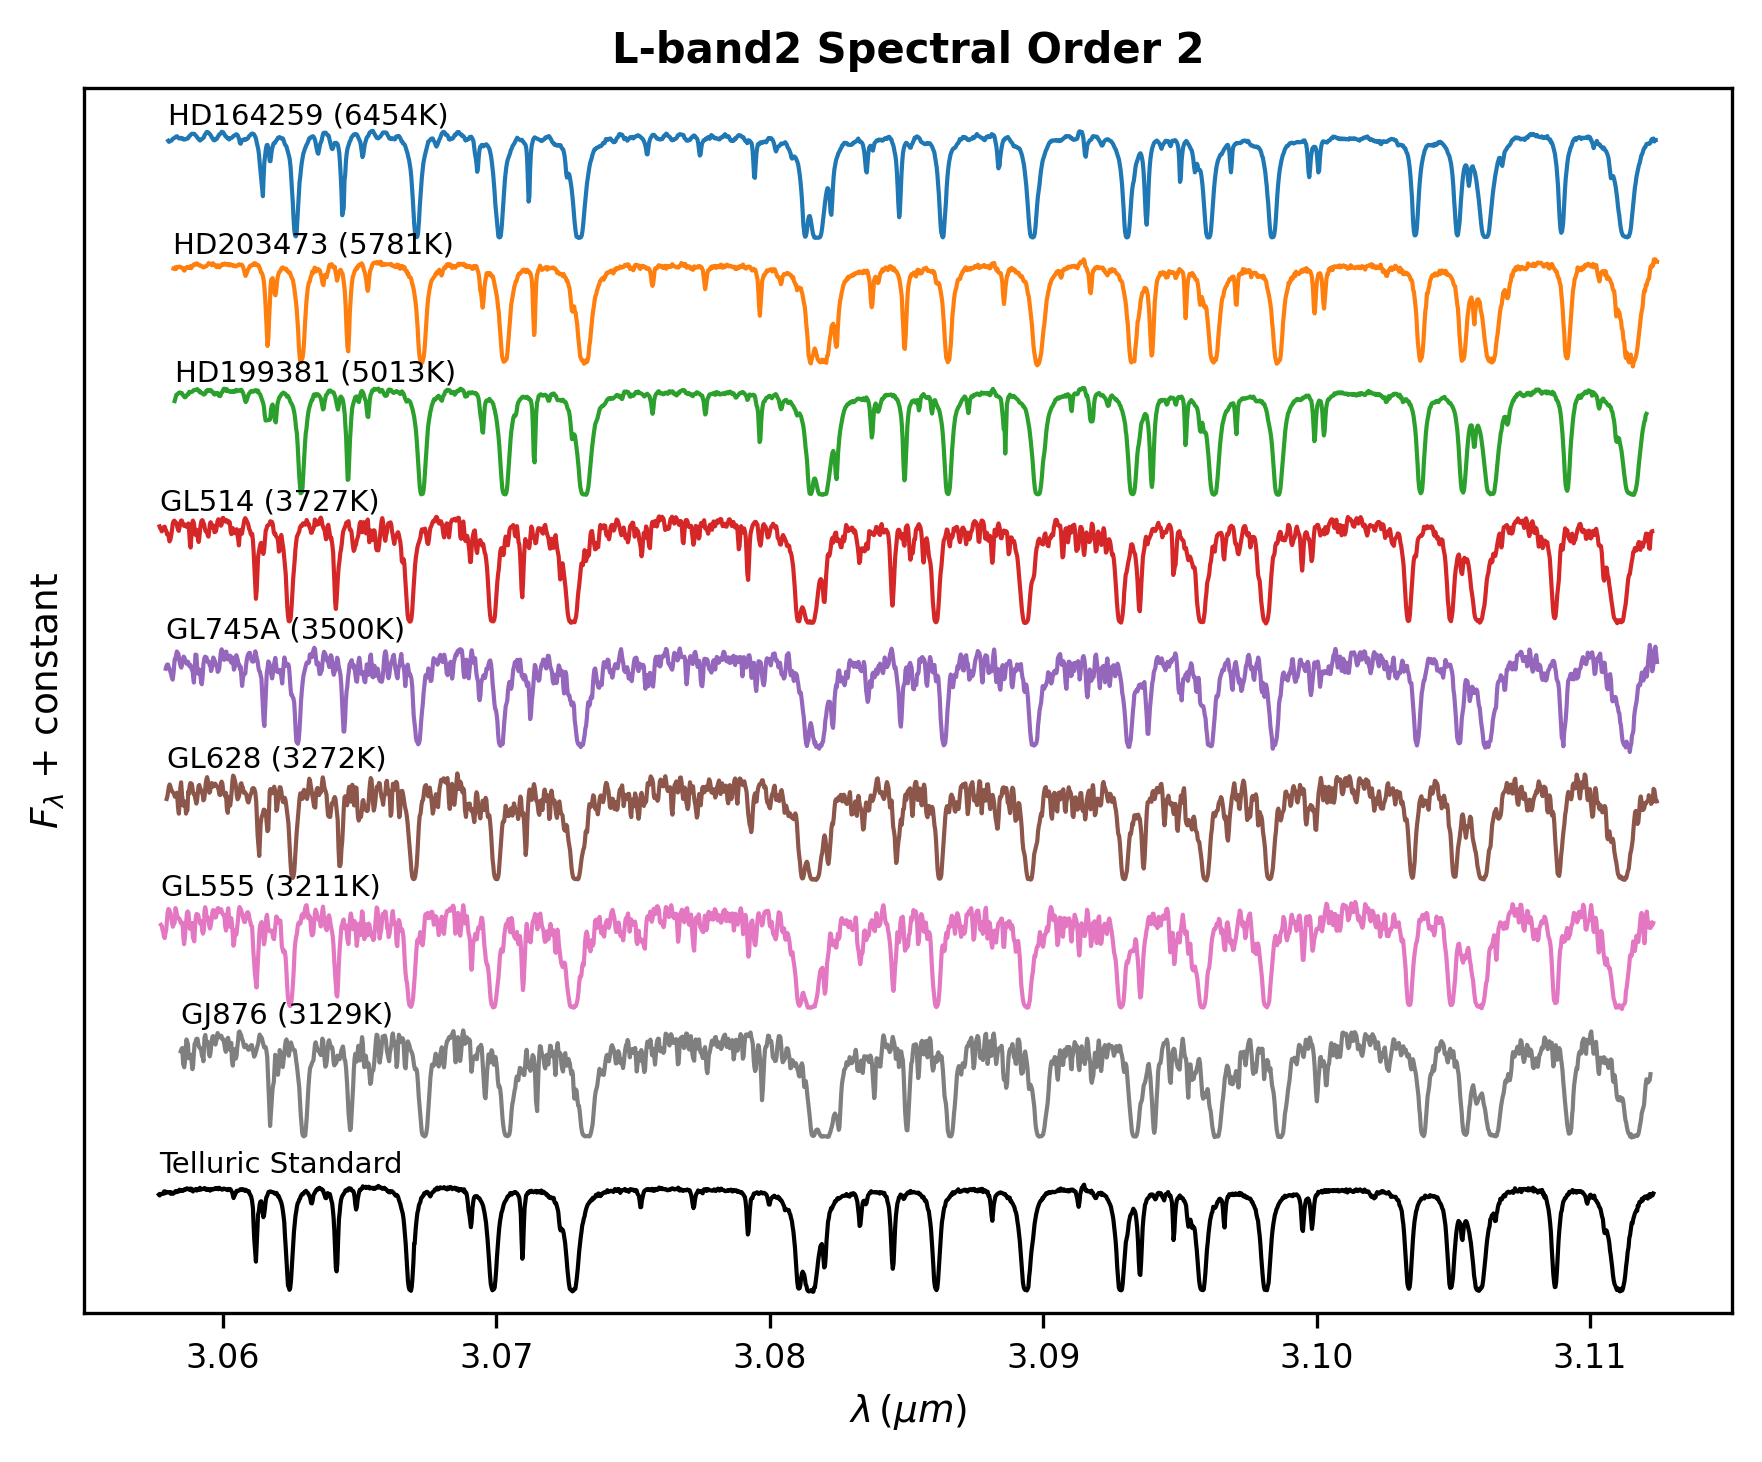 L-band2 Spectral Order 2
HD164259 (6454K)
HD203473 (5781K)
HD199381 (5013K)
GL514 (3727K)
GL745A (3500K)
GL628 (3272K)
GL555 (3211K)
GJ876 (3129K)
Telluric Standard
F_λ + constant
3.06 3.07 3.08 3.09 3.10 3.11
λ (μm)